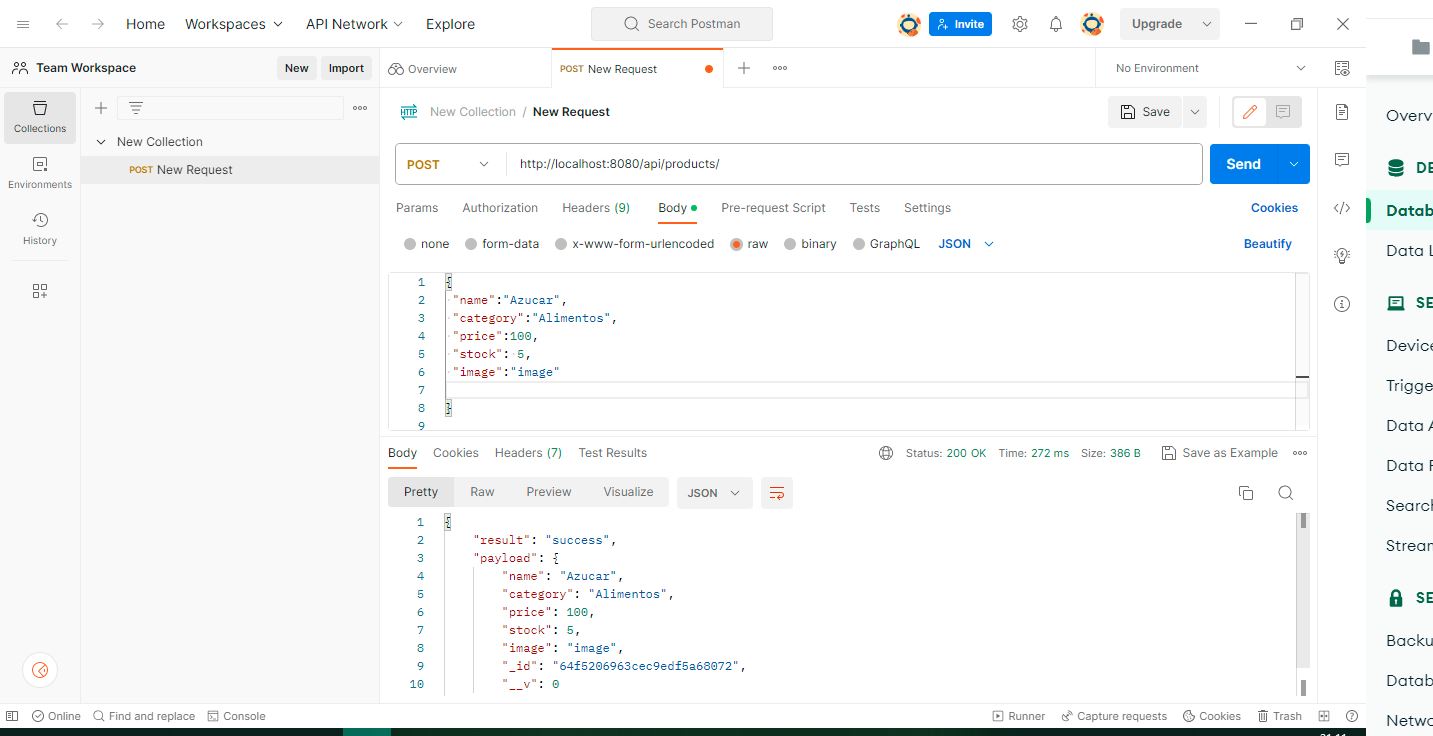 Home Workspaces API Network Explore Search Postman Invite Upgrade
Team Workspace New Import Overview POST New Request No Environment
Collections
Environments
History
New Collection
POST New Request
HTTP New Collection / New Request Save
POST http://localhost:8080/api/products/ Send
Params Authorization Headers (9) Body Pre-request Script Tests Settings Cookies
none form-data x-www-form-urlencoded raw binary GraphQL JSON Beautify
1 {
2 "name":"Azucar",
3 "category":"Alimentos",
4 "price":100,
5 "stock": 5,
6 "image":"image"
7
8 }
9
Body Cookies Headers (7) Test Results Status: 200 OK Time: 272 ms Size: 386 B Save as Example
Pretty Raw Preview Visualize JSON
1 {
2 "result": "success",
3 "payload": {
4 "name": "Azucar",
5 "category": "Alimentos",
6 "price": 100,
7 "stock": 5,
8 "image": "image",
9 "_id": "64f5206963cec9edf5a68072",
10 "__v": 0
Online Find and replace Console Runner Capture requests Cookies Trash
Overv
DE
Datab
Data L
SE
Device
Trigge
Data A
Data F
Search
Stream
SE
Backu
Datab
Netwo